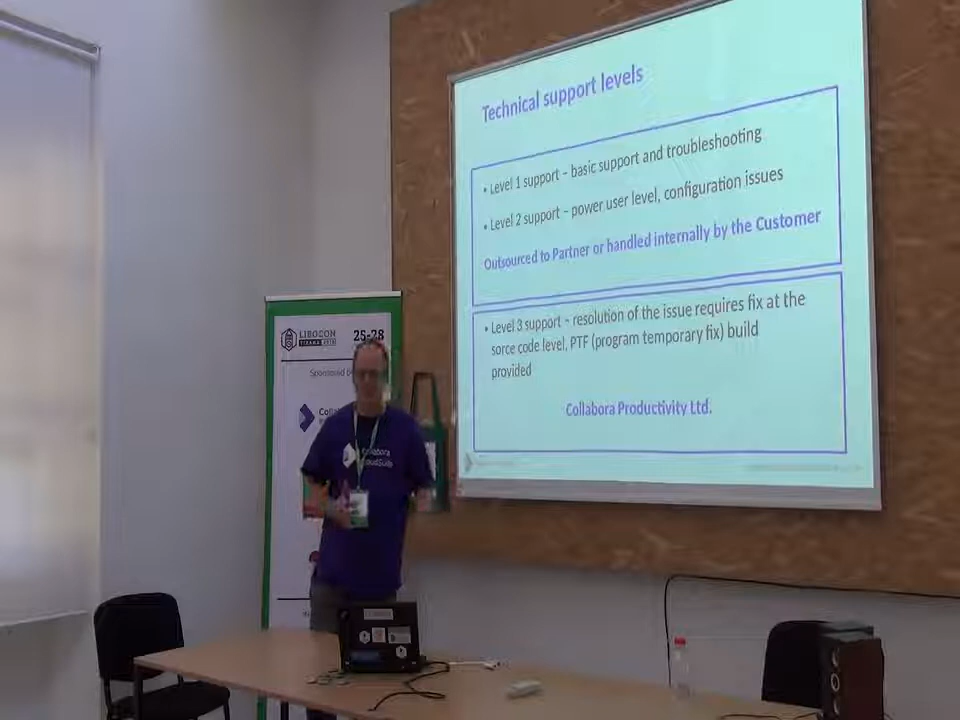 Technical support levels
• Level 1 support – basic support and troubleshooting
• Level 2 support – power user level, configuration issues
Outsourced to Partner or handled internally by the Customer
• Level 3 support – resolution of the issue requires fix at the
sorce code level, PTF (program temporary fix) build
provided
Collabora Productivity Ltd.
LIBOCON
25-28
Sponsored
Collabora
CloudSuite